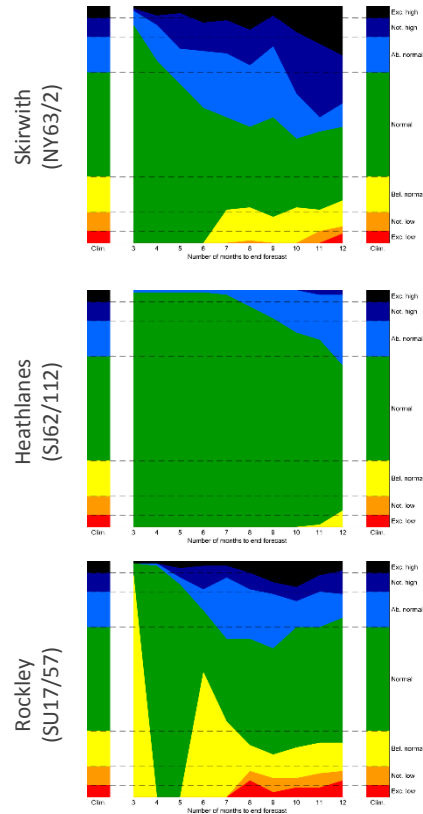 Skirwith
(NY63/2)
Exc. high
Not. high
Ab. normal
Normal
Bel. norma
Not. low
Exc. low
Clim.
3 4 5 6 7 8 9 10 11 12
Clim.
Number of months to end forecast
Heathlanes
(SJ62/112)
Exc. high
Not. high
Ab. normal
Normal
Bel. norma
Not. low
Exc. low
Clim.
3 4 5 6 7 8 9 10 11 12
Clim.
Number of months to end forecast
Rockley
(SU17/57)
Exc. high
Not. high
Ab. normal
Normal
Bel. norma
Not. low
Exc. low
Clim.
3 4 5 6 7 8 9 10 11 12
Clim.
Number of months to end forecast